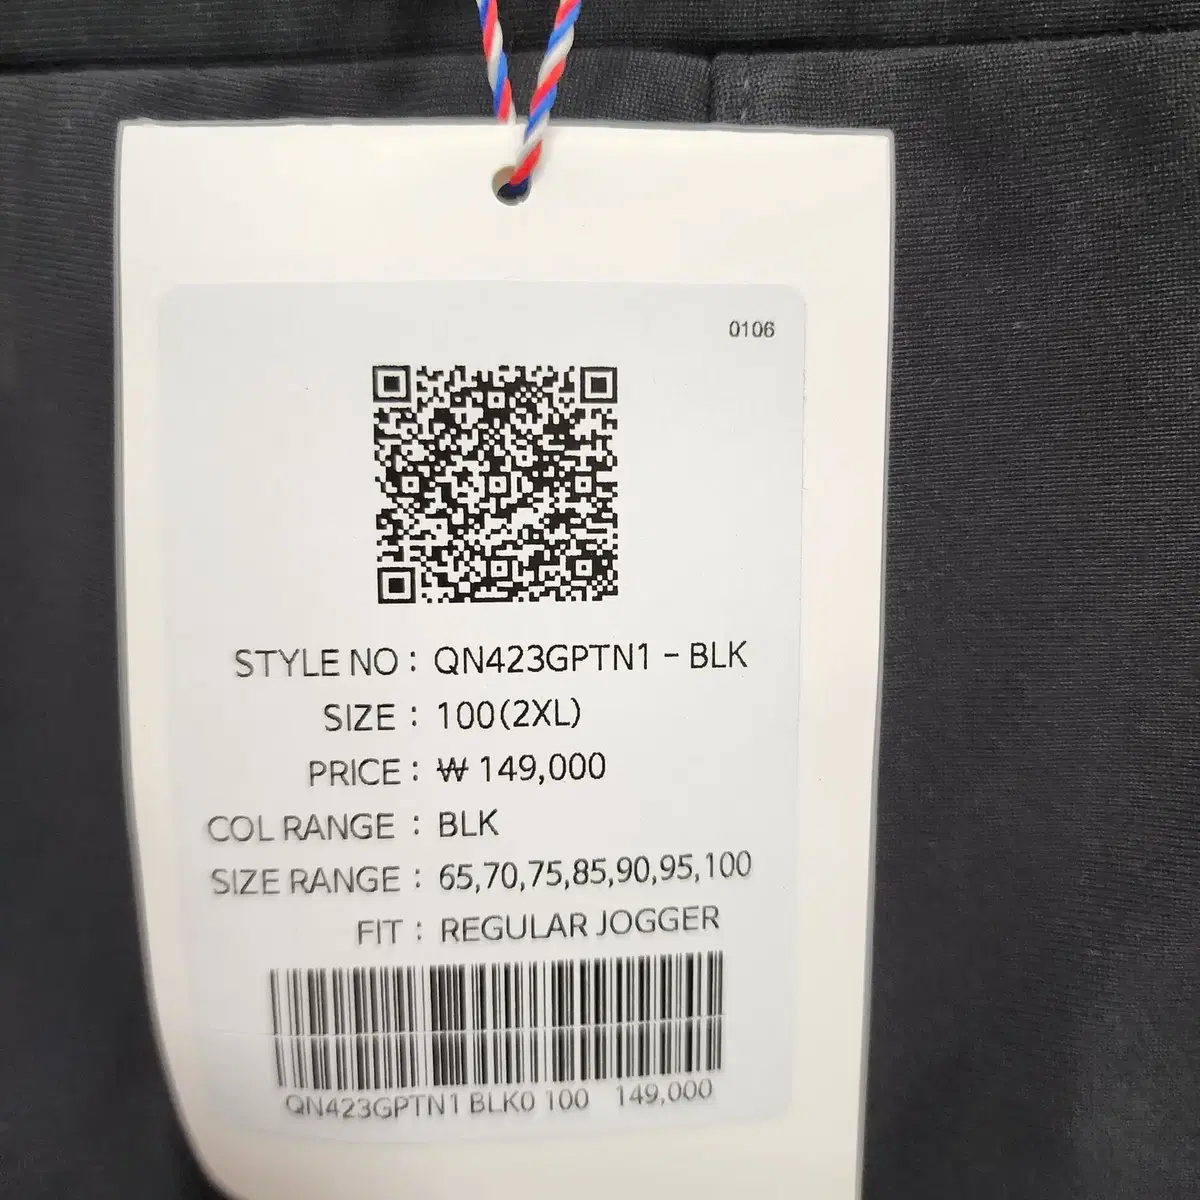 0106
STYLE NO : QN423GPTN1 - BLK
SIZE : 100(2XL)
PRICE : ₩ 149,000
COL RANGE : BLK
SIZE RANGE : 65,70,75,85,90,95,100
FIT : REGULAR JOGGER
QN423GPTN1 BLK0 100 149,000